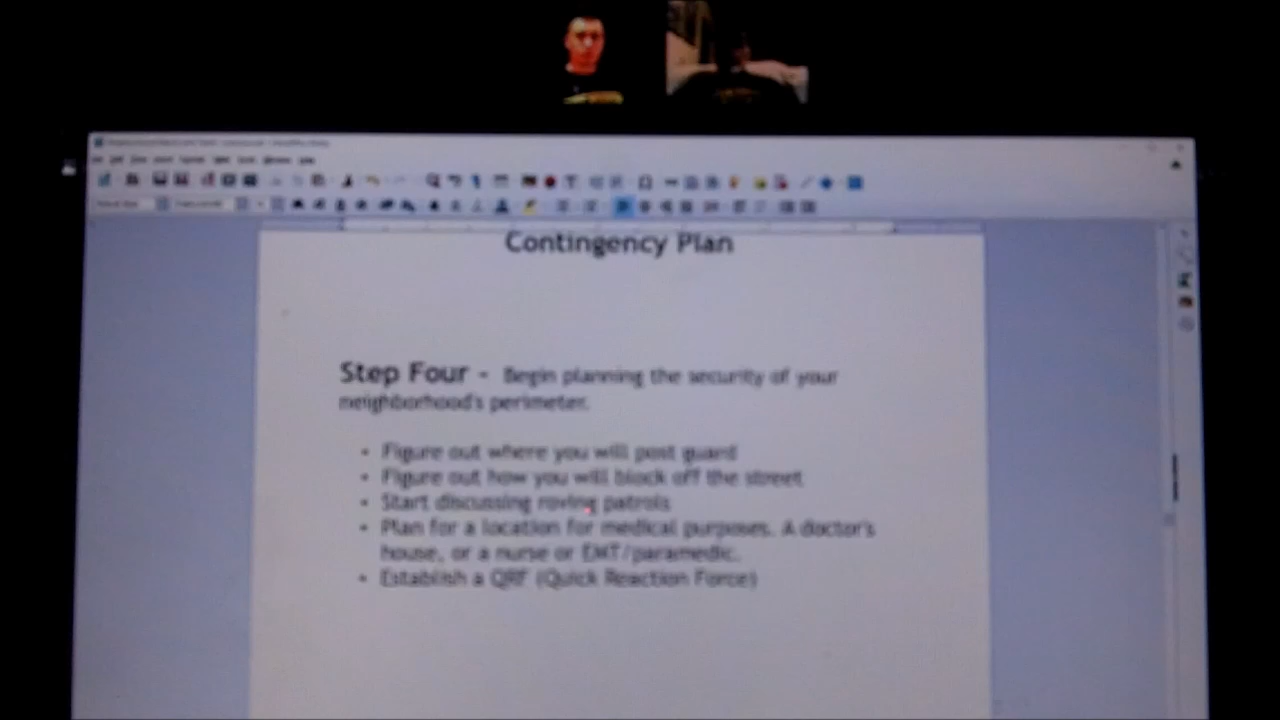 Contingency Plan
Step Four - Begin planning the security of your
neighborhood's perimeter.
• Figure out where you will post guard
• Figure out how you will block off the street
• Start discussing roving patrols
• Plan for a location for medical purposes. A doctor's
house, or a nurse or EMT/paramedic.
• Establish a QRF (Quick Reaction Force)